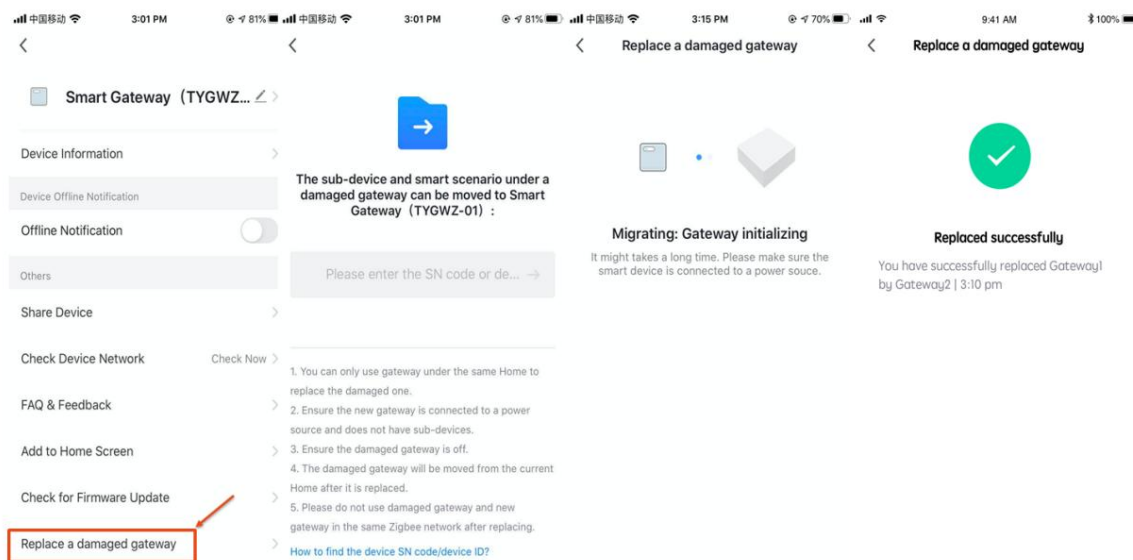 中国移动 3:01 PM 81%
Smart Gateway（TYGWZ...
Device Information
Device Offline Notification
Offline Notification
Others
Share Device
Check Device Network Check Now
FAQ & Feedback
Add to Home Screen
Check for Firmware Update
Replace a damaged gateway
中国移动 3:01 PM 81%
The sub-device and smart scenario under a
damaged gateway can be moved to Smart
Gateway（TYGWZ-01）:
Please enter the SN code or de... →
1. You can only use gateway under the same Home to
replace the damaged one.
2. Ensure the new gateway is connected to a power
source and does not have sub-devices.
3. Ensure the damaged gateway is off.
4. The damaged gateway will be moved from the current
Home after it is replaced.
5. Please do not use damaged gateway and new
gateway in the same Zigbee network after replacing.
How to find the device SN code/device ID?
中国移动 3:15 PM 70%
Replace a damaged gateway
Migrating: Gateway initializing
It might takes a long time. Please make sure the
smart device is connected to a power souce.
9:41 AM 100%
Replace a damaged gateway
Replaced successfully
You have successfully replaced Gateway1
by Gateway2 | 3:10 pm